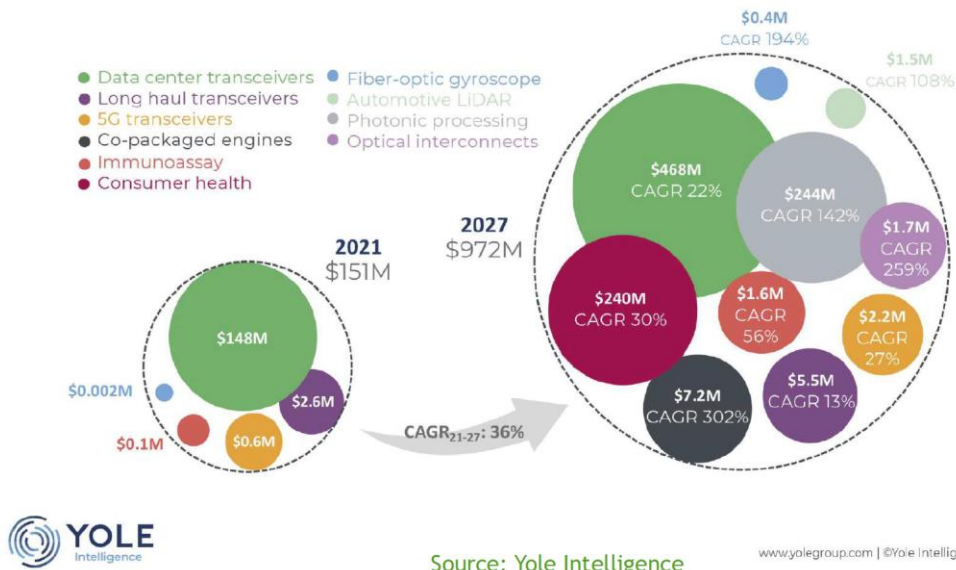 Data center transceivers
Long haul transceivers
5G transceivers
Co-packaged engines
Immunoassay
Consumer health
Fiber-optic gyroscope
Automotive LiDAR
Photonic processing
Optical interconnects
2021
$151M
$148M
$0.002M
$2.6M
$0.1M
$0.6M
CAGR21-27: 36%
2027
$972M
$0.4M
CAGR 194%
$1.5M
CAGR 108%
$468M
CAGR 22%
$244M
CAGR 142%
$1.7M
CAGR
259%
$240M
CAGR 30%
$1.6M
CAGR
56%
$2.2M
CAGR
27%
$7.2M
CAGR 302%
$5.5M
CAGR 13%
YOLE
Intelligence
Source: Yole Intelligence
www.yolegroup.com | ©Yole Intellig